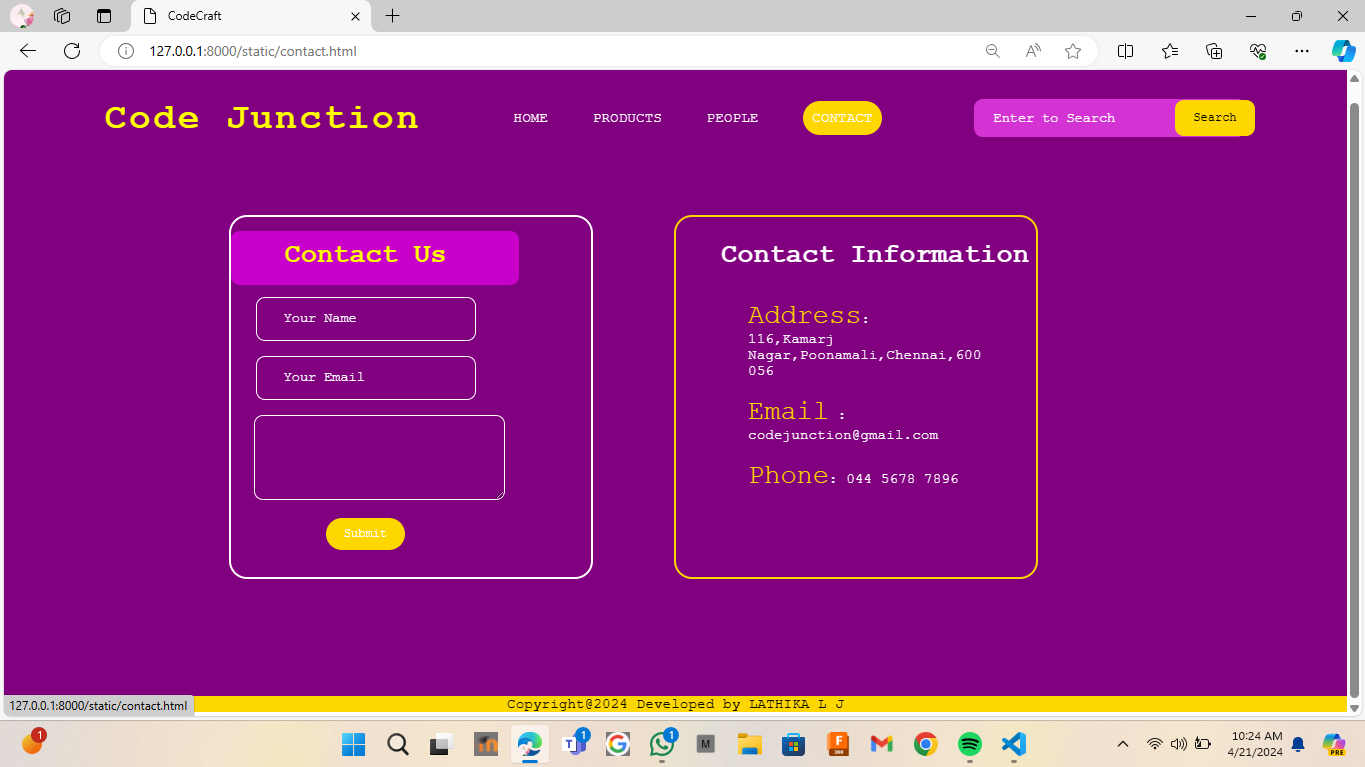 CodeCraft
127.0.0.1:8000/static/contact.html
Code Junction
HOME
PRODUCTS
PEOPLE
CONTACT
Enter to Search
Search
Contact Us
Your Name
Your Email
Submit
Contact Information
Address:
116,Kamarj
Nagar,Poonamali,Chennai,600
056
Email :
codejunction@gmail.com
Phone: 044 5678 7896
127.0.0.1:8000/static/contact.html
Copyright@2024 Developed by LATHIKA L J
1
1
1
M
F
360
10:24 AM
4/21/2024
PRE